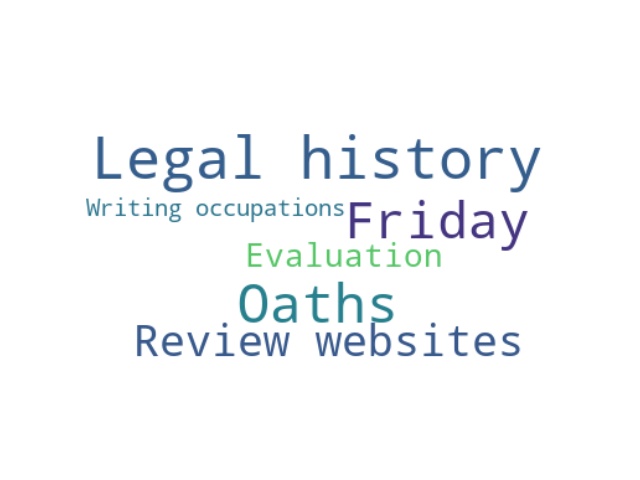 Legal history
Writing occupations
Friday
Evaluation
Oaths
Review websites